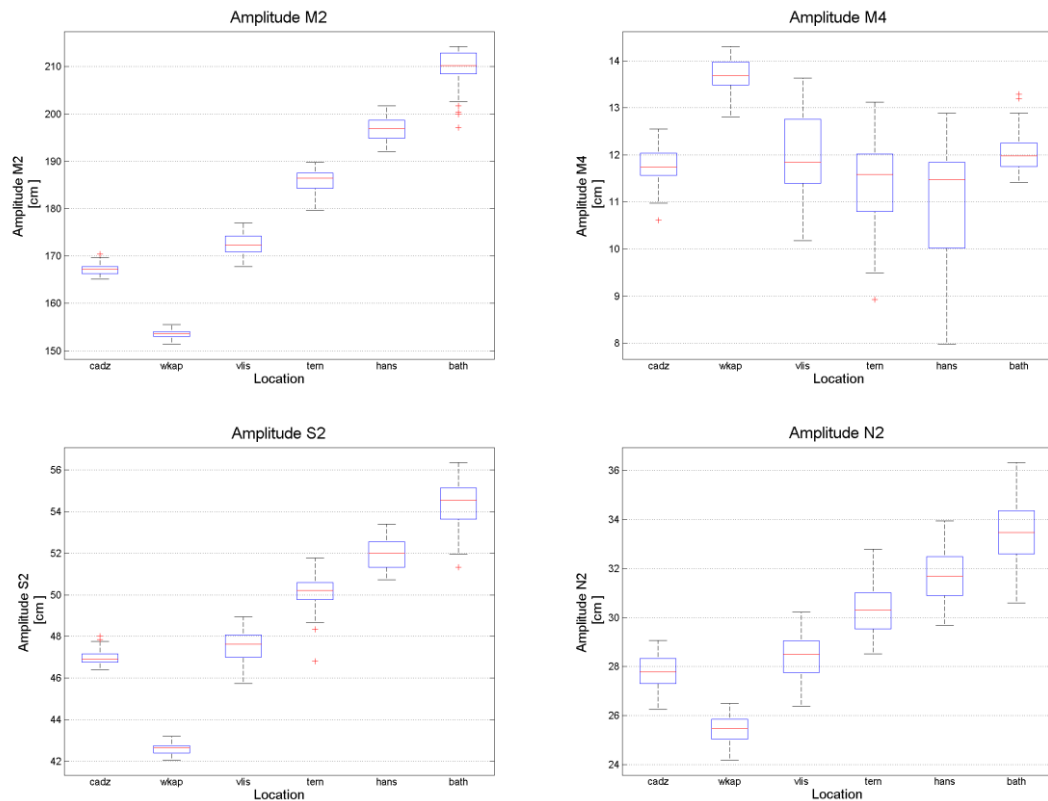 Amplitude M2
210
200
190
180
170
160
150
Amplitude M2
[cm]
cadz wkap vlis tern hans bath
Location
Amplitude M4
14
13
12
11
10
9
8
Amplitude M4
[cm]
cadz wkap vlis tern hans bath
Location
Amplitude S2
56
54
52
50
48
46
44
42
Amplitude S2
[cm]
cadz wkap vlis tern hans bath
Location
Amplitude N2
36
34
32
30
28
26
24
Amplitude N2
[cm]
cadz wkap vlis tern hans bath
Location